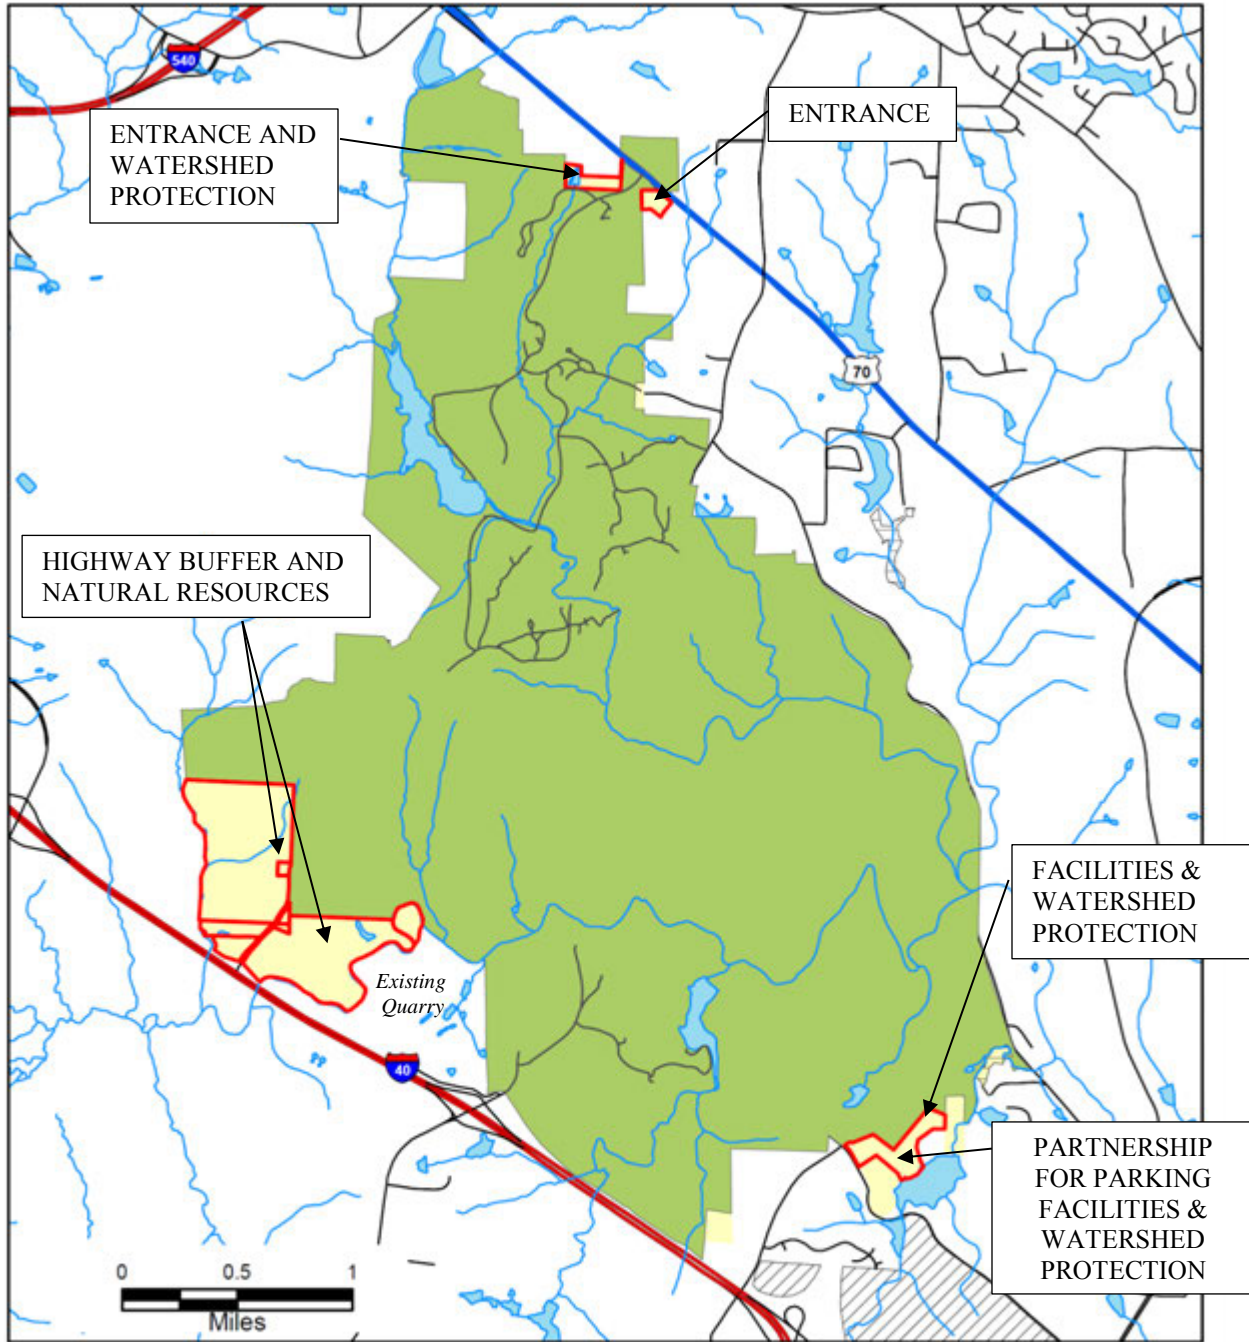 540
ENTRANCE AND
WATERSHED
PROTECTION
ENTRANCE
70
HIGHWAY BUFFER AND
NATURAL RESOURCES
FACILITIES &
WATERSHED
PROTECTION
Existing
Quarry
40
PARTNERSHIP
FOR PARKING
FACILITIES &
WATERSHED
PROTECTION
0 0.5 1
Miles